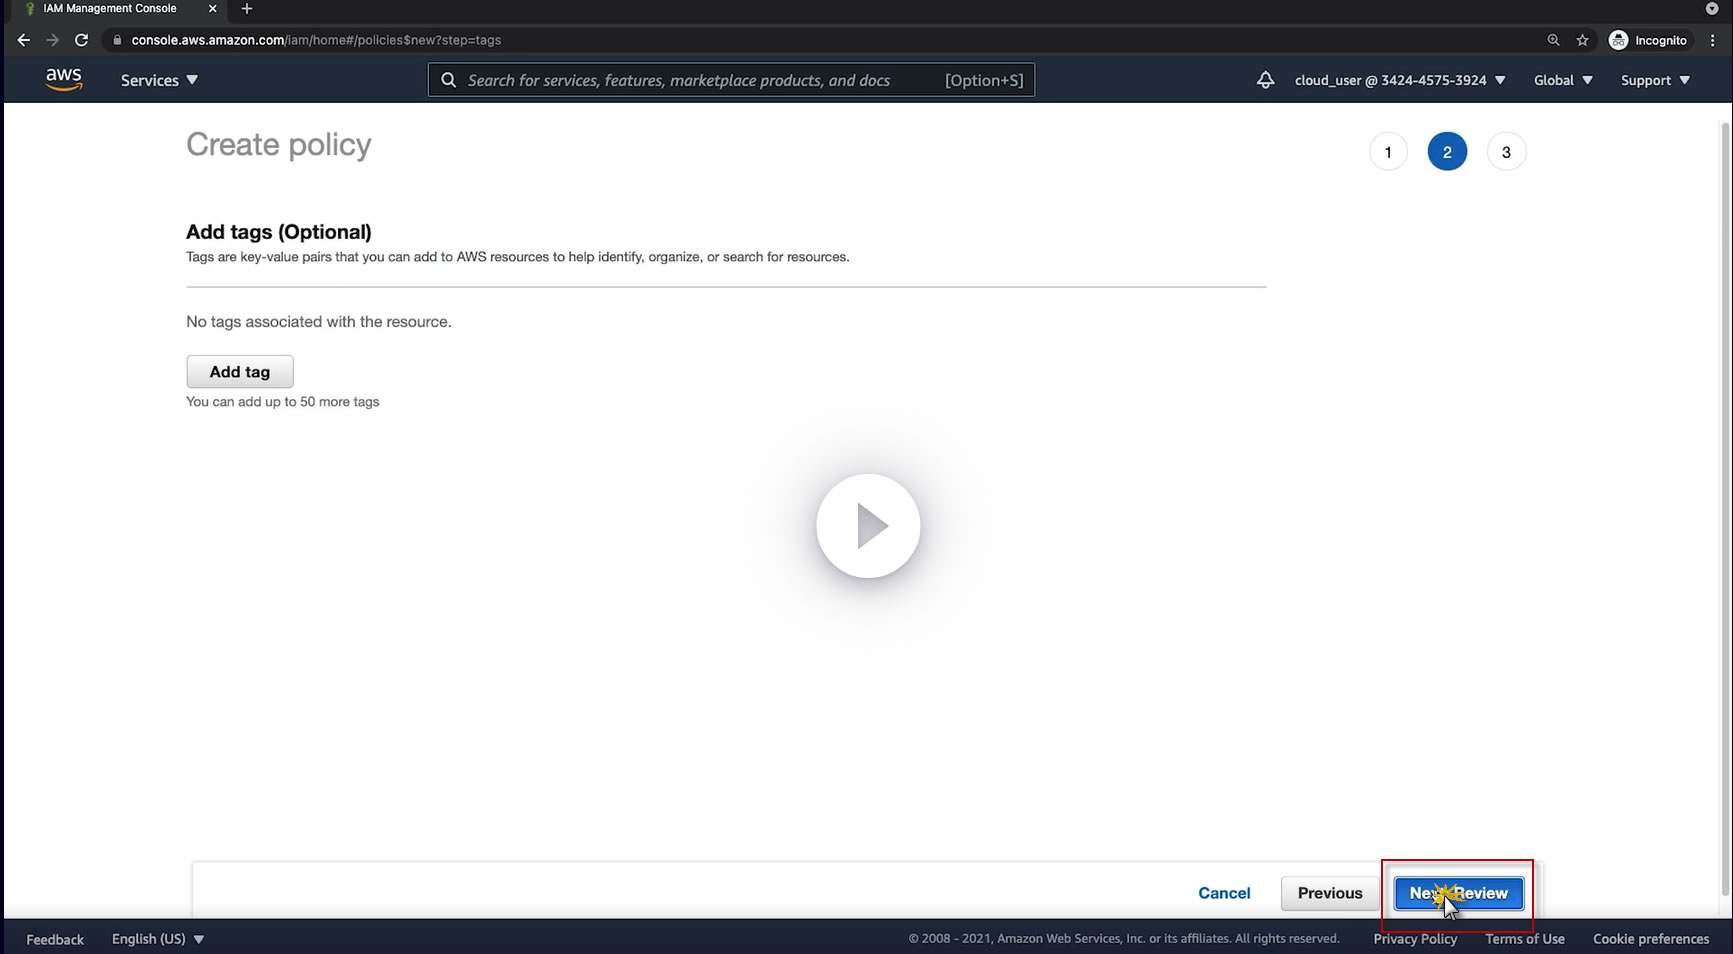 IAM Management Console
console.aws.amazon.com/iam/home#/policies$new?step=tags
Incognito
aws
Services
Search for services, features, marketplace products, and docs [Option+S]
cloud_user @ 3424-4575-3924
Global
Support
Create policy
1 2 3
Add tags (Optional)
Tags are key-value pairs that you can add to AWS resources to help identify, organize, or search for resources.
No tags associated with the resource.
Add tag
You can add up to 50 more tags
Cancel
Previous
Review
Feedback
English (US)
© 2008 - 2021, Amazon Web Services, Inc. or its affiliates. All rights reserved.
Privacy Policy
Terms of Use
Cookie preferences